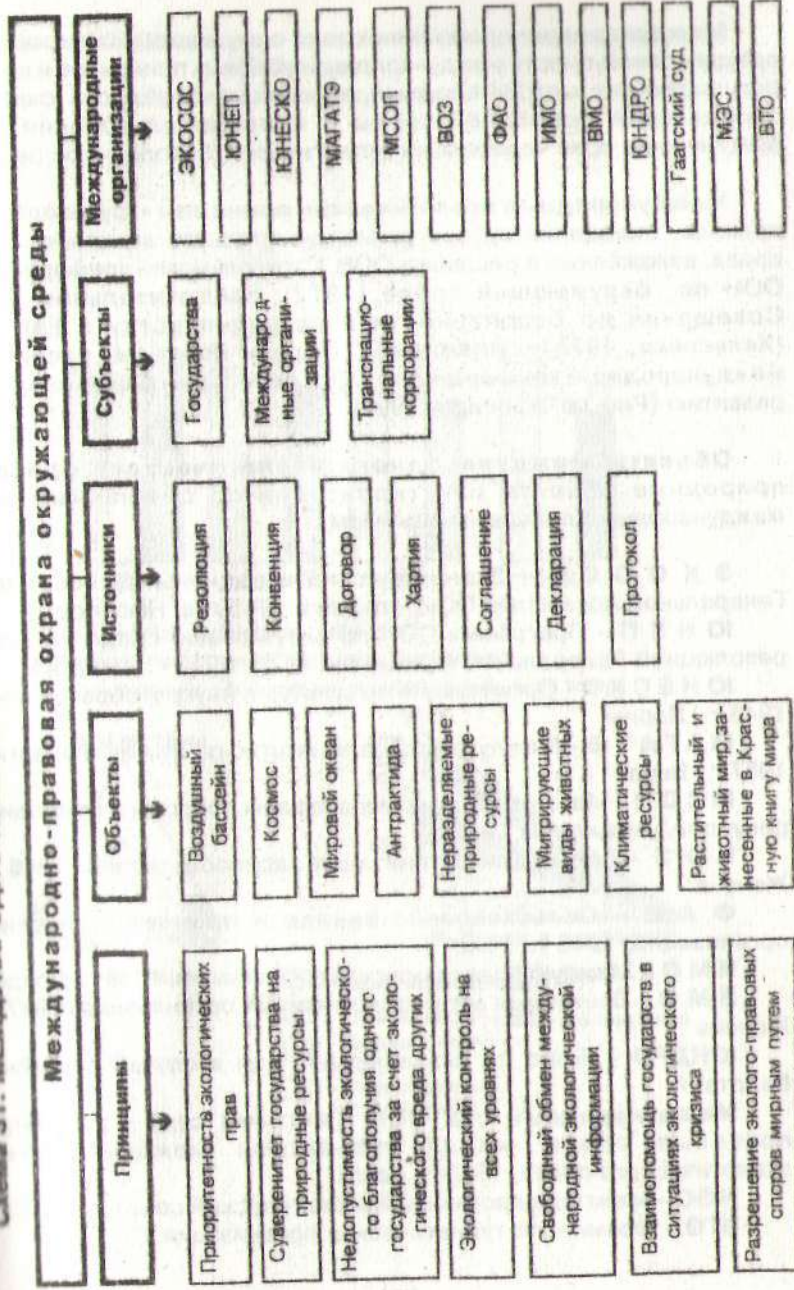 Международно-правовая охрана окружающей среды
Принципы
Приоритетность экологических
прав
Суверенитет государства на
природные ресурсы
Недопустимость экологическо-
го благополучия одного
государства за счет эколо-
гического вреда других
Экологический контроль на
всех уровнях
Свободный обмен между-
народной экологической
информации
Взаимопомощь государств в
ситуациях экологического
кризиса
Разрешение эколого-правовых
споров мирным путем
Объекты
Воздушный
бассейн
Космос
Мировой океан
Антрактида
Неразделяемые
природные ре-
сурсы
Мигрирующие
виды животных
Климатические
ресурсы
Растительный и
животный мир, за-
несенные в Крас-
ную книгу мира
Источники
Резолюция
Конвенция
Договор
Хартия
Соглашение
Декларация
Протокол
Субъекты
Государства
Международ-
ные органи-
зации
Транснацио-
нальные
корпорации
Международные
организации
ЭКОСОС
ЮНЕП
ЮНЕСКО
МАГАТЭ
МСОП
ВОЗ
ФАО
ИМО
ВМО
ЮНДРО
Гаагский суд
МЭС
ВТО